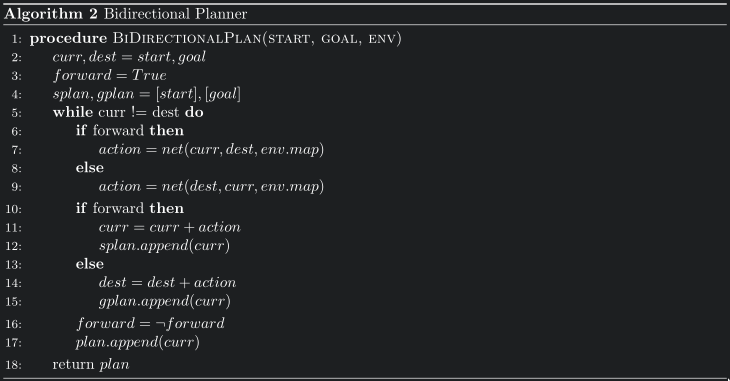 Algorithm 2 Bidirectional Planner
1: procedure BiDirectionalPlan(start, goal, env)
2: curr, dest = start, goal
3: forward = True
4: splan, gplan = [start], [goal]
5: while curr != dest do
6: if forward then
7: action = net(curr, dest, env.map)
8: else
9: action = net(dest, curr, env.map)
10: if forward then
11: curr = curr + action
12: splan.append(curr)
13: else
14: dest = dest + action
15: gplan.append(curr)
16: forward = ¬forward
17: plan.append(curr)
18: return plan